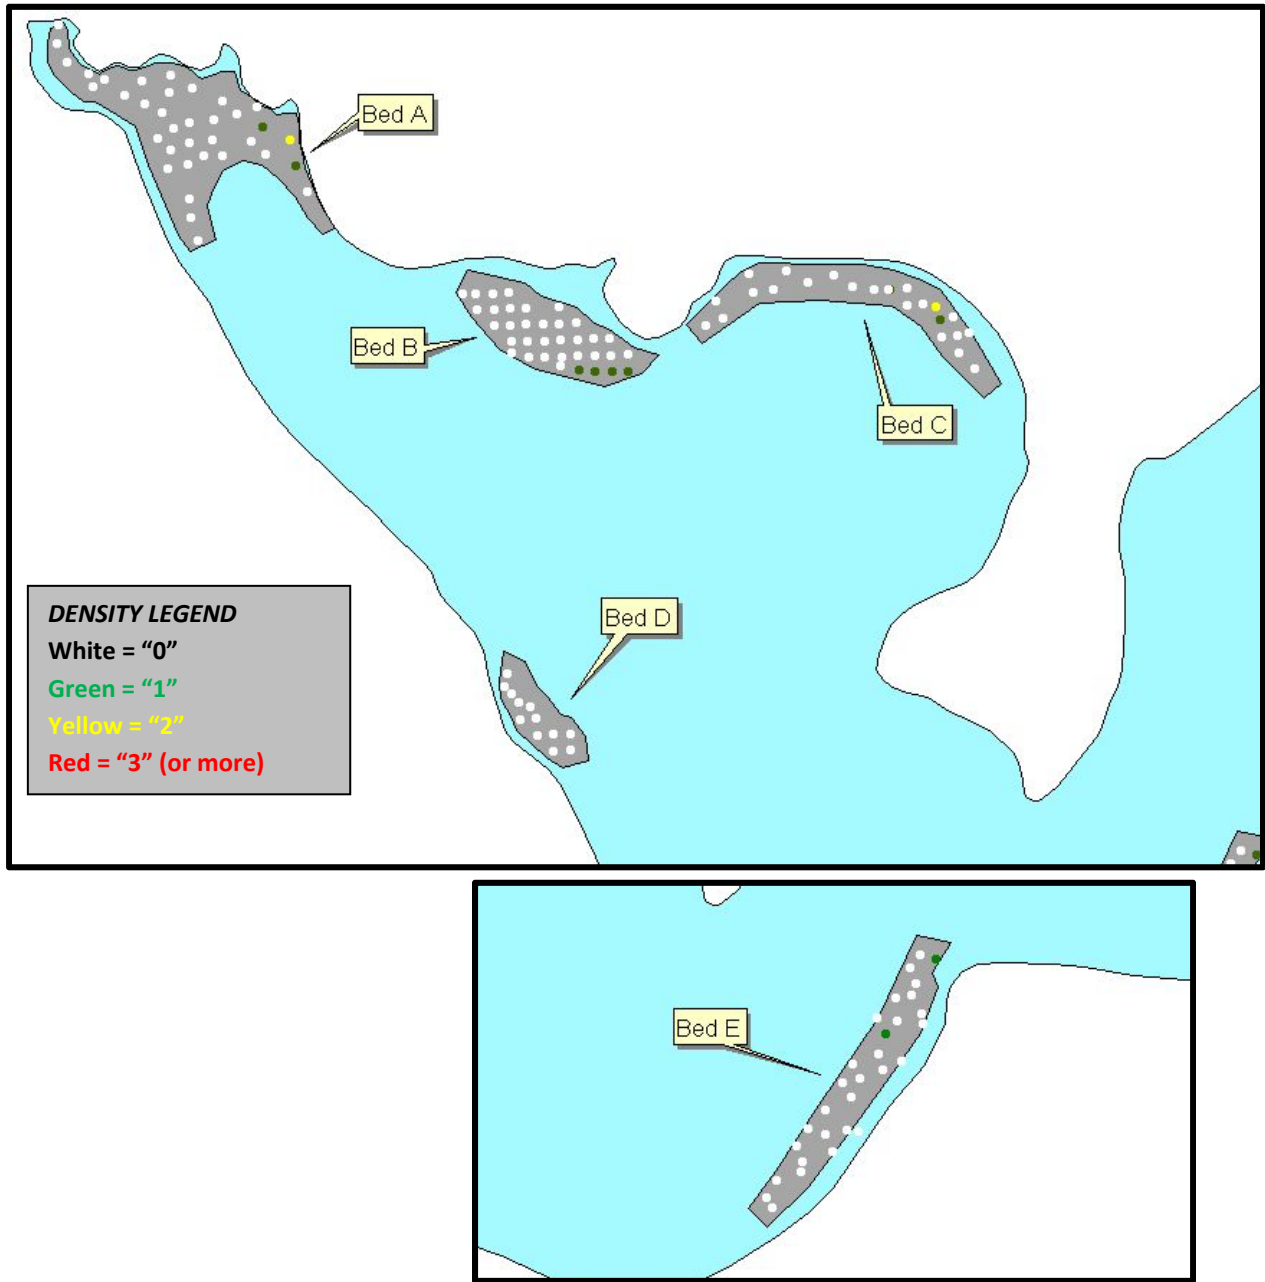 Bed A
Bed B
Bed C
DENSITY LEGEND
White = “0”
Green = “1”
Yellow = “2”
Red = “3” (or more)
Bed D
Bed E